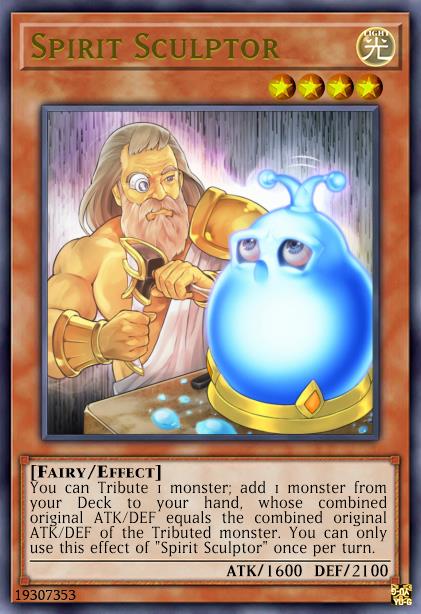 SPIRIT SCULPTOR
LIGHT
光
[FAIRY/EFFECT]
You can Tribute 1 monster; add 1 monster from
your Deck to your hand, whose combined
original ATK/DEF equals the combined original
ATK/DEF of the Tributed monster. You can only
use this effect of "Spirit Sculptor" once per turn.
ATK/1600 DEF/2100
19307353